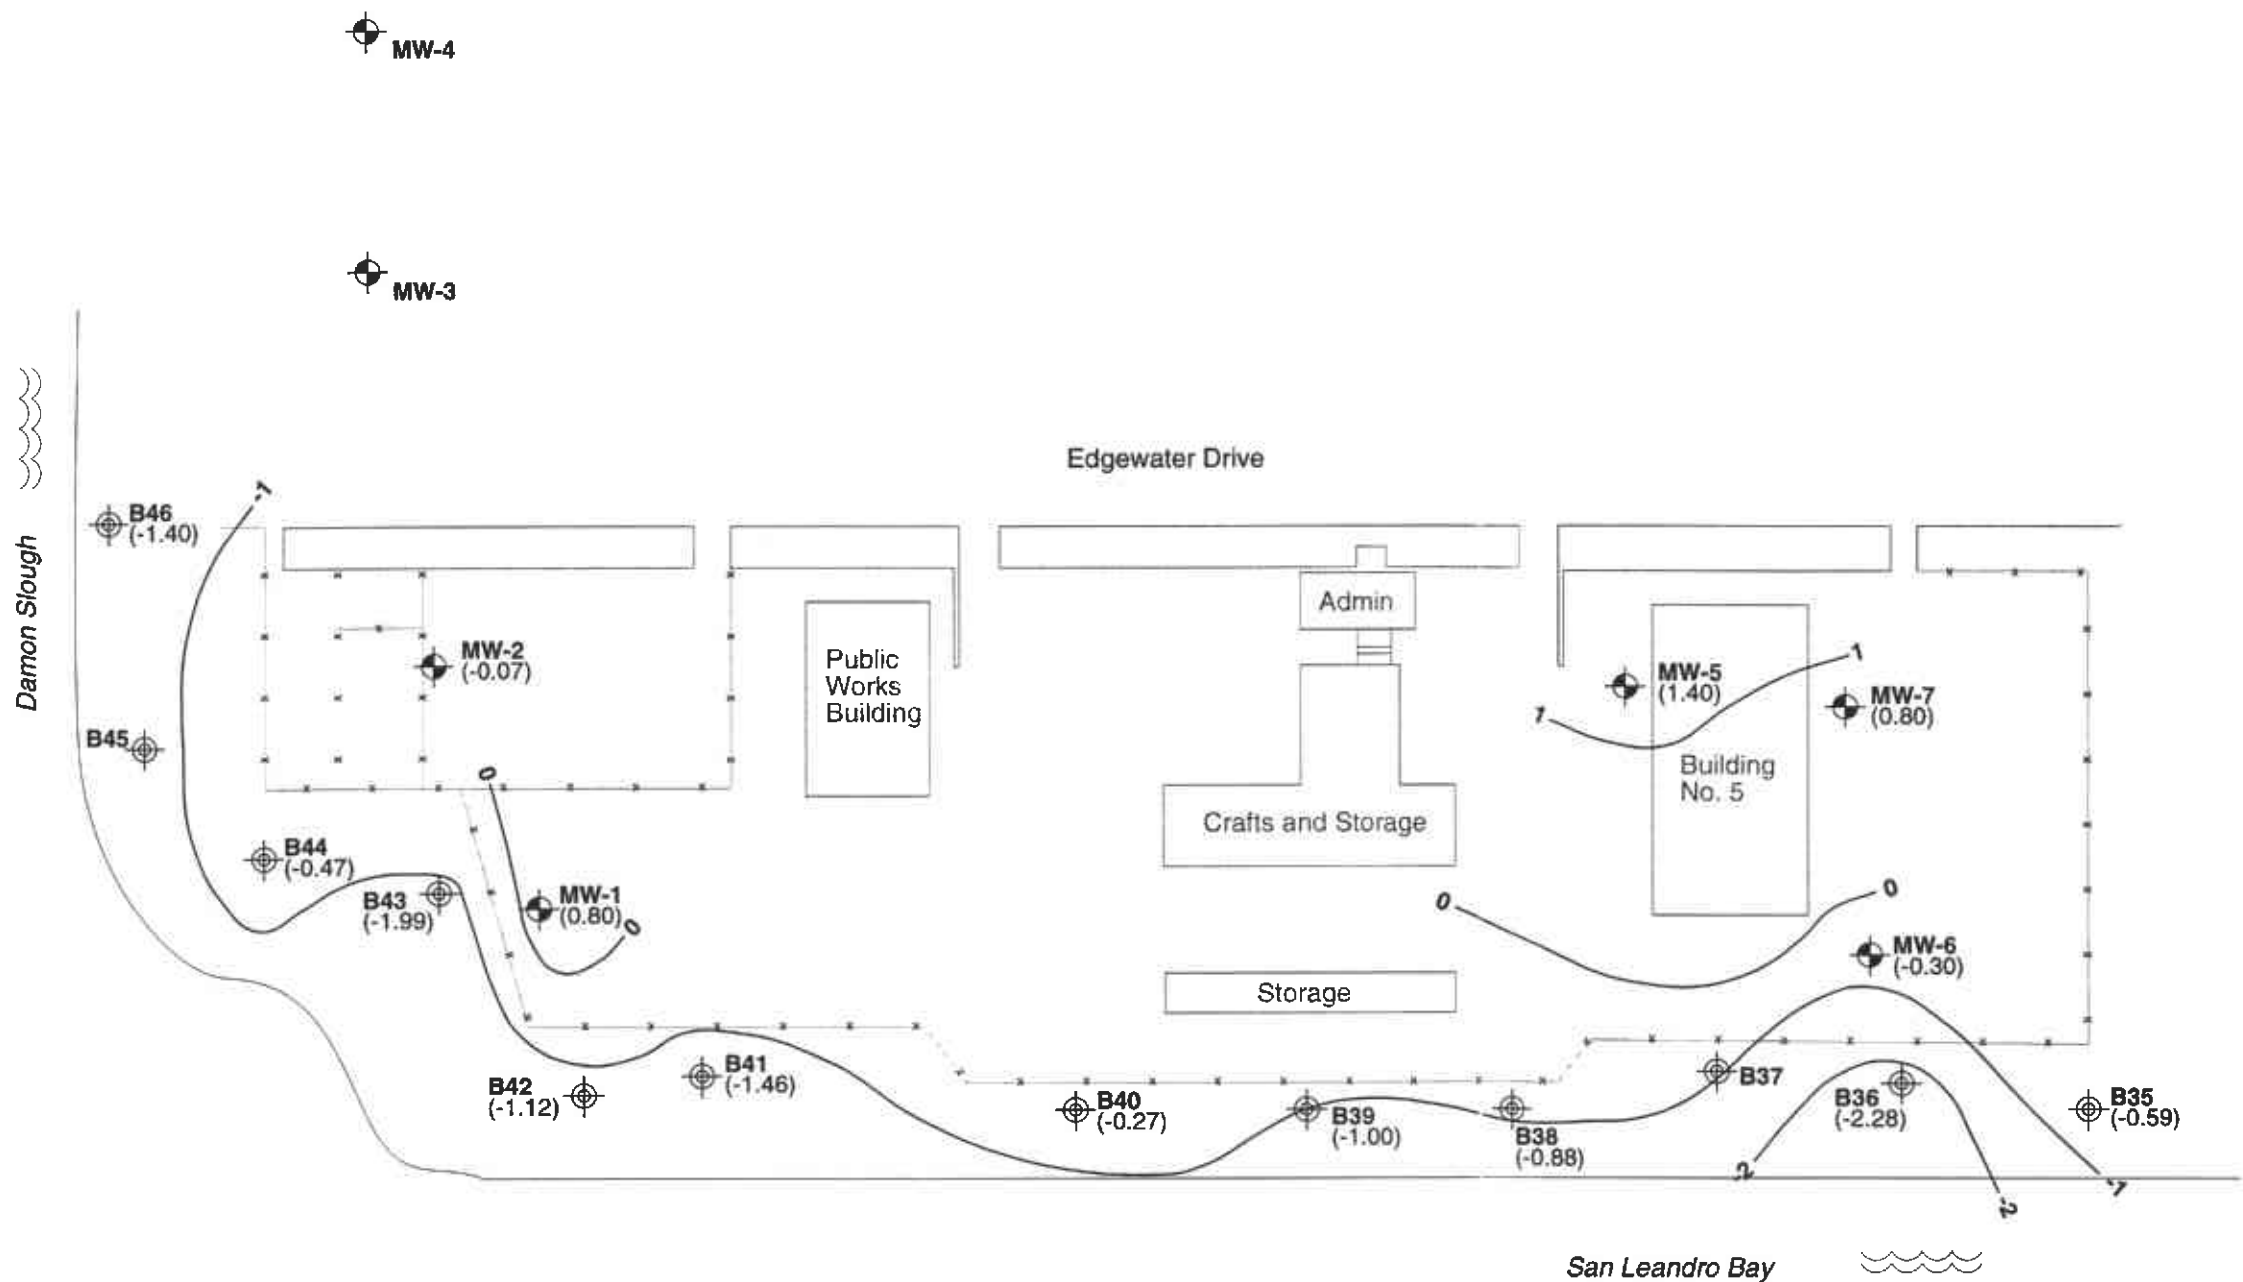 MW-4
MW-3
Edgewater Drive
-1
B46
(-1.40)
Damon Slough
Admin
MW-2
(-0.07)
Public
Works
Building
1
MW-5
(1.40)
MW-7
(0.80)
1
B45
0
Building
No. 5
Crafts and Storage
B44
(-0.47)
B43
(-1.99)
MW-1
(0.80)
0
0
0
MW-6
(-0.30)
Storage
B41
(-1.46)
B42
(-1.12)
B40
(-0.27)
B39
(-1.00)
B38
(-0.88)
B37
B36
(-2.28)
B35
(-0.59)
-2
-1
-2
San Leandro Bay